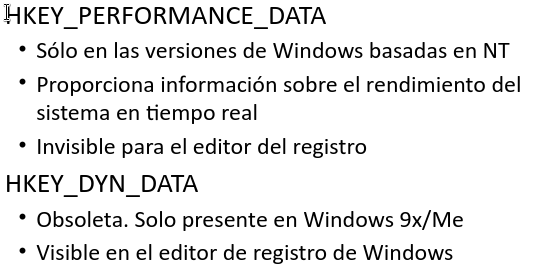 HKEY_PERFORMANCE_DATA
• Sólo en las versiones de Windows basadas en NT
• Proporciona información sobre el rendimiento del
sistema en tiempo real
• Invisible para el editor del registro
HKEY_DYN_DATA
• Obsoleta. Solo presente en Windows 9x/Me
• Visible en el editor de registro de Windows